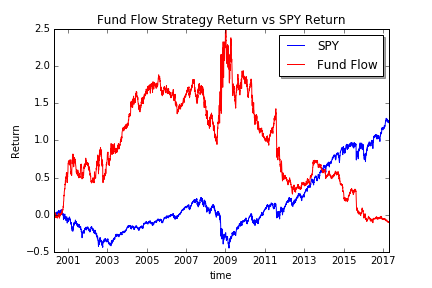 Fund Flow Strategy Return vs SPY Return
2.5
2.0
1.5
1.0
0.5
0.0
−0.5
Return
SPY
Fund Flow
2001 2003 2005 2007 2009 2011 2013 2015 2017
time